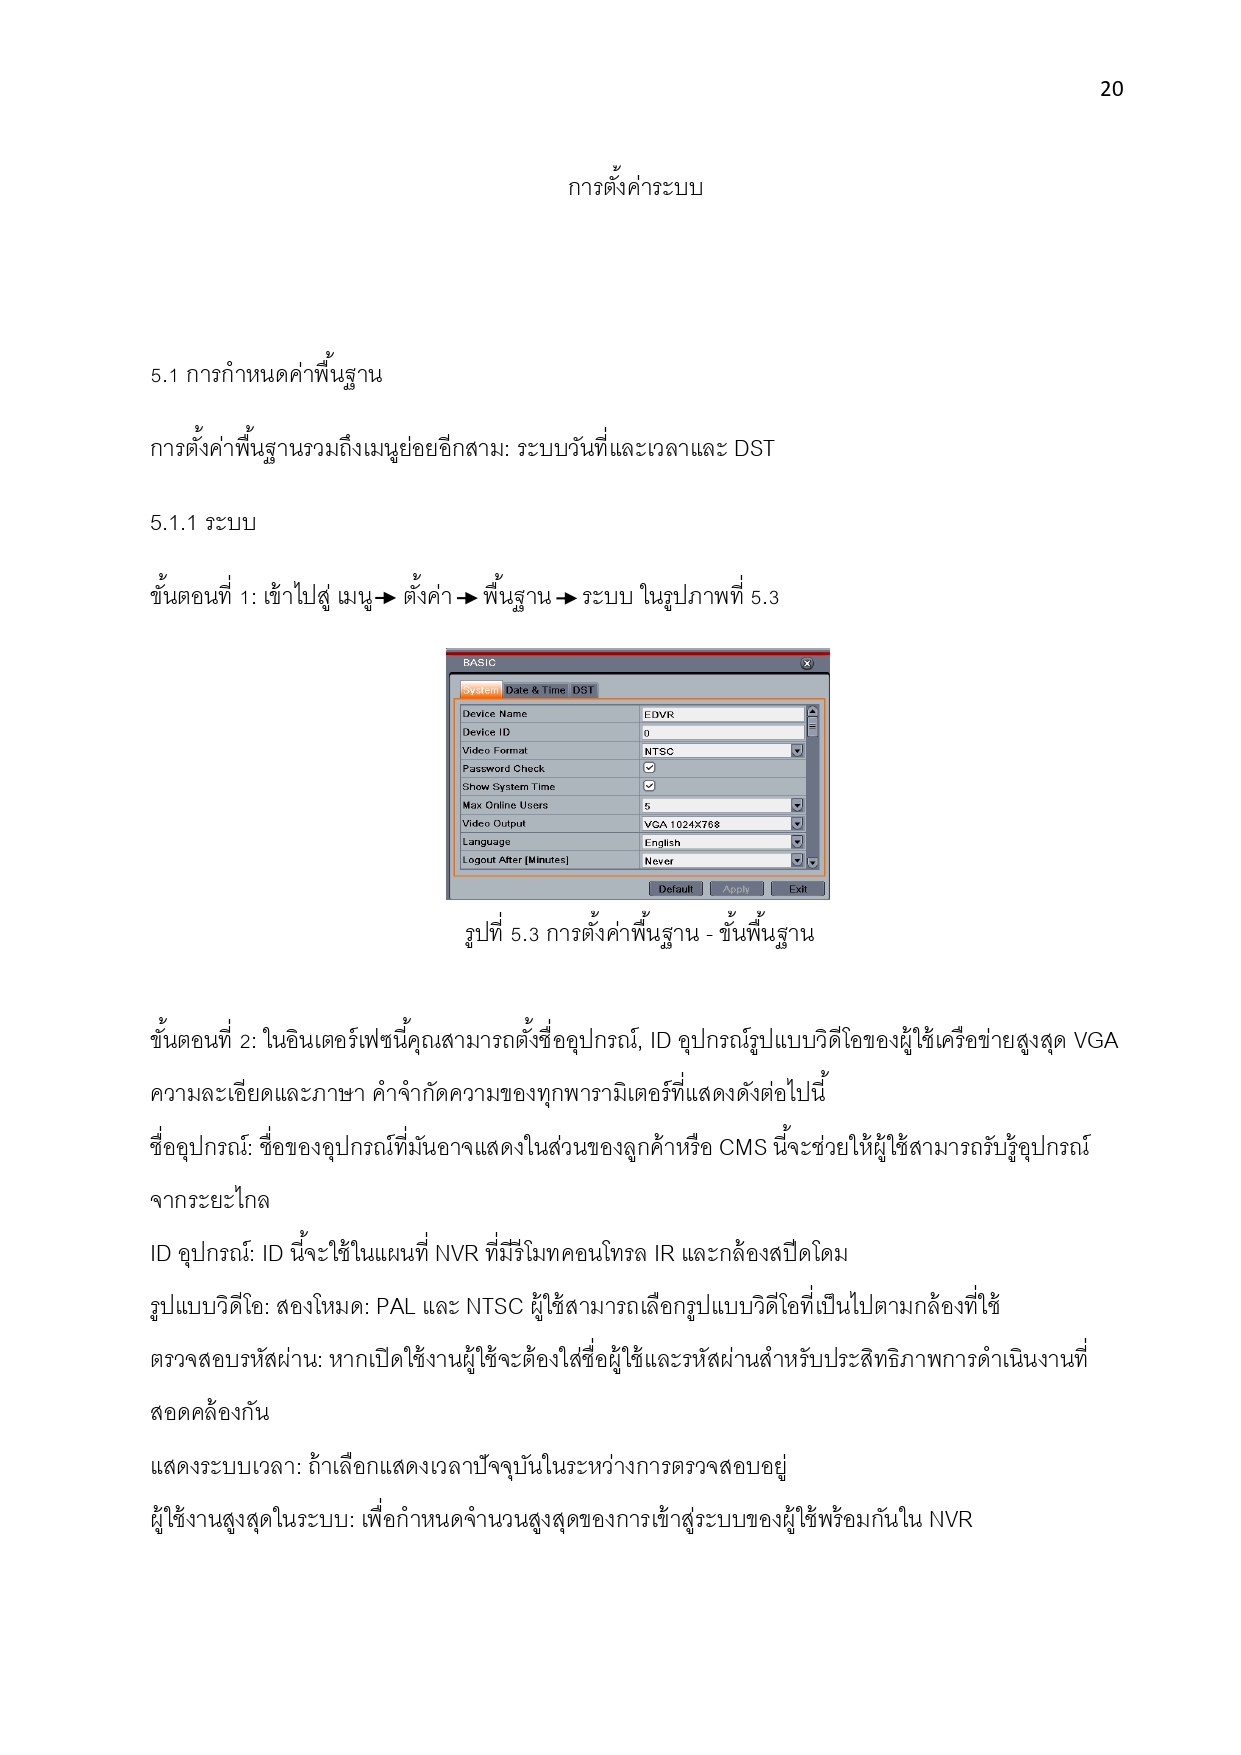 20
การตั้งค่าระบบ
5.1 การกำหนดค่าพื้นฐาน
การตั้งค่าพื้นฐานรวมถึงเมนูย่อยอีกสาม: ระบบวันที่และเวลาและ DST
5.1.1 ระบบ
ขั้นตอนที่ 1: เข้าไปสู่ เมนู → ตั้งค่า → พื้นฐาน → ระบบ ในรูปภาพที่ 5.3
BASIC
System Date & Time DST
Device Name EDVR
Device ID 0
Video Format NTSC
Password Check
Show System Time
Max Online Users 5
Video Output VGA 1024X768
Language English
Logout After [Minutes] Never
Default Apply Exit
รูปที่ 5.3 การตั้งค่าพื้นฐาน - ขั้นพื้นฐาน
ขั้นตอนที่ 2: ในอินเตอร์เฟซนี้คุณสามารถตั้งชื่ออุปกรณ์, ID อุปกรณ์รูปแบบวิดีโอของผู้ใช้เครือข่ายสูงสุด VGA
ความละเอียดและภาษา คำจำกัดความของทุกพารามิเตอร์ที่แสดงดังต่อไปนี้
ชื่ออุปกรณ์: ชื่อของอุปกรณ์ที่มันอาจแสดงในส่วนของลูกค้าหรือ CMS นี้จะช่วยให้ผู้ใช้สามารถรับรู้อุปกรณ์
จากระยะไกล
ID อุปกรณ์: ID นี้จะใช้ในแผนที่ NVR ที่มีรีโมทคอนโทรล IR และกล้องสปีดโดม
รูปแบบวิดีโอ: สองโหมด: PAL และ NTSC ผู้ใช้สามารถเลือกรูปแบบวิดีโอที่เป็นไปตามกล้องที่ใช้
ตรวจสอบรหัสผ่าน: หากเปิดใช้งานผู้ใช้จะต้องใส่ชื่อผู้ใช้และรหัสผ่านสำหรับประสิทธิภาพการดำเนินงานที่
สอดคล้องกัน
แสดงระบบเวลา: ถ้าเลือกแสดงเวลาปัจจุบันในระหว่างการตรวจสอบอยู่
ผู้ใช้งานสูงสุดในระบบ: เพื่อกำหนดจำนวนสูงสุดของการเข้าสู่ระบบของผู้ใช้พร้อมกันใน NVR